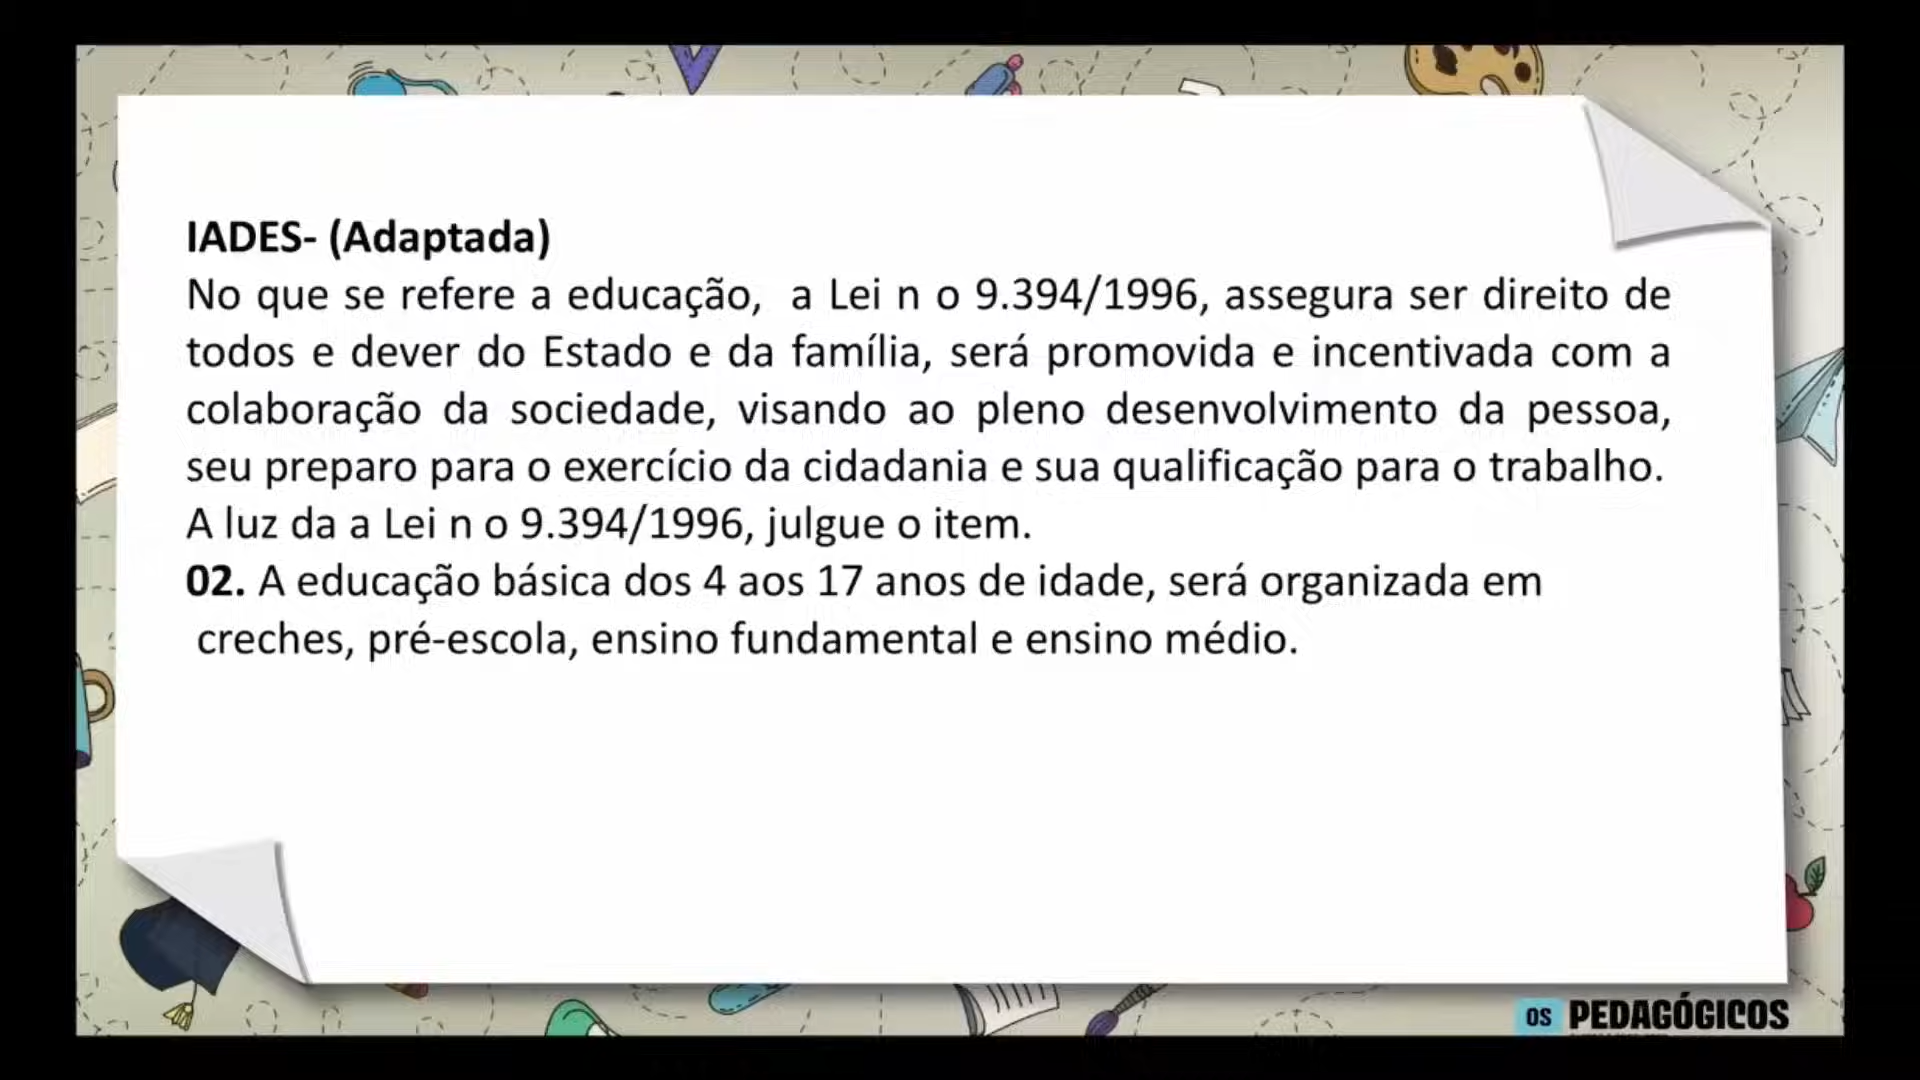 IADES- (Adaptada)
No que se refere a educação, a Lei n o 9.394/1996, assegura ser direito de
todos e dever do Estado e da família, será promovida e incentivada com a
colaboração da sociedade, visando ao pleno desenvolvimento da pessoa,
seu preparo para o exercício da cidadania e sua qualificação para o trabalho.
A luz da a Lei n o 9.394/1996, julgue o item.
02. A educação básica dos 4 aos 17 anos de idade, será organizada em
creches, pré-escola, ensino fundamental e ensino médio.
OS PEDAGÓGICOS